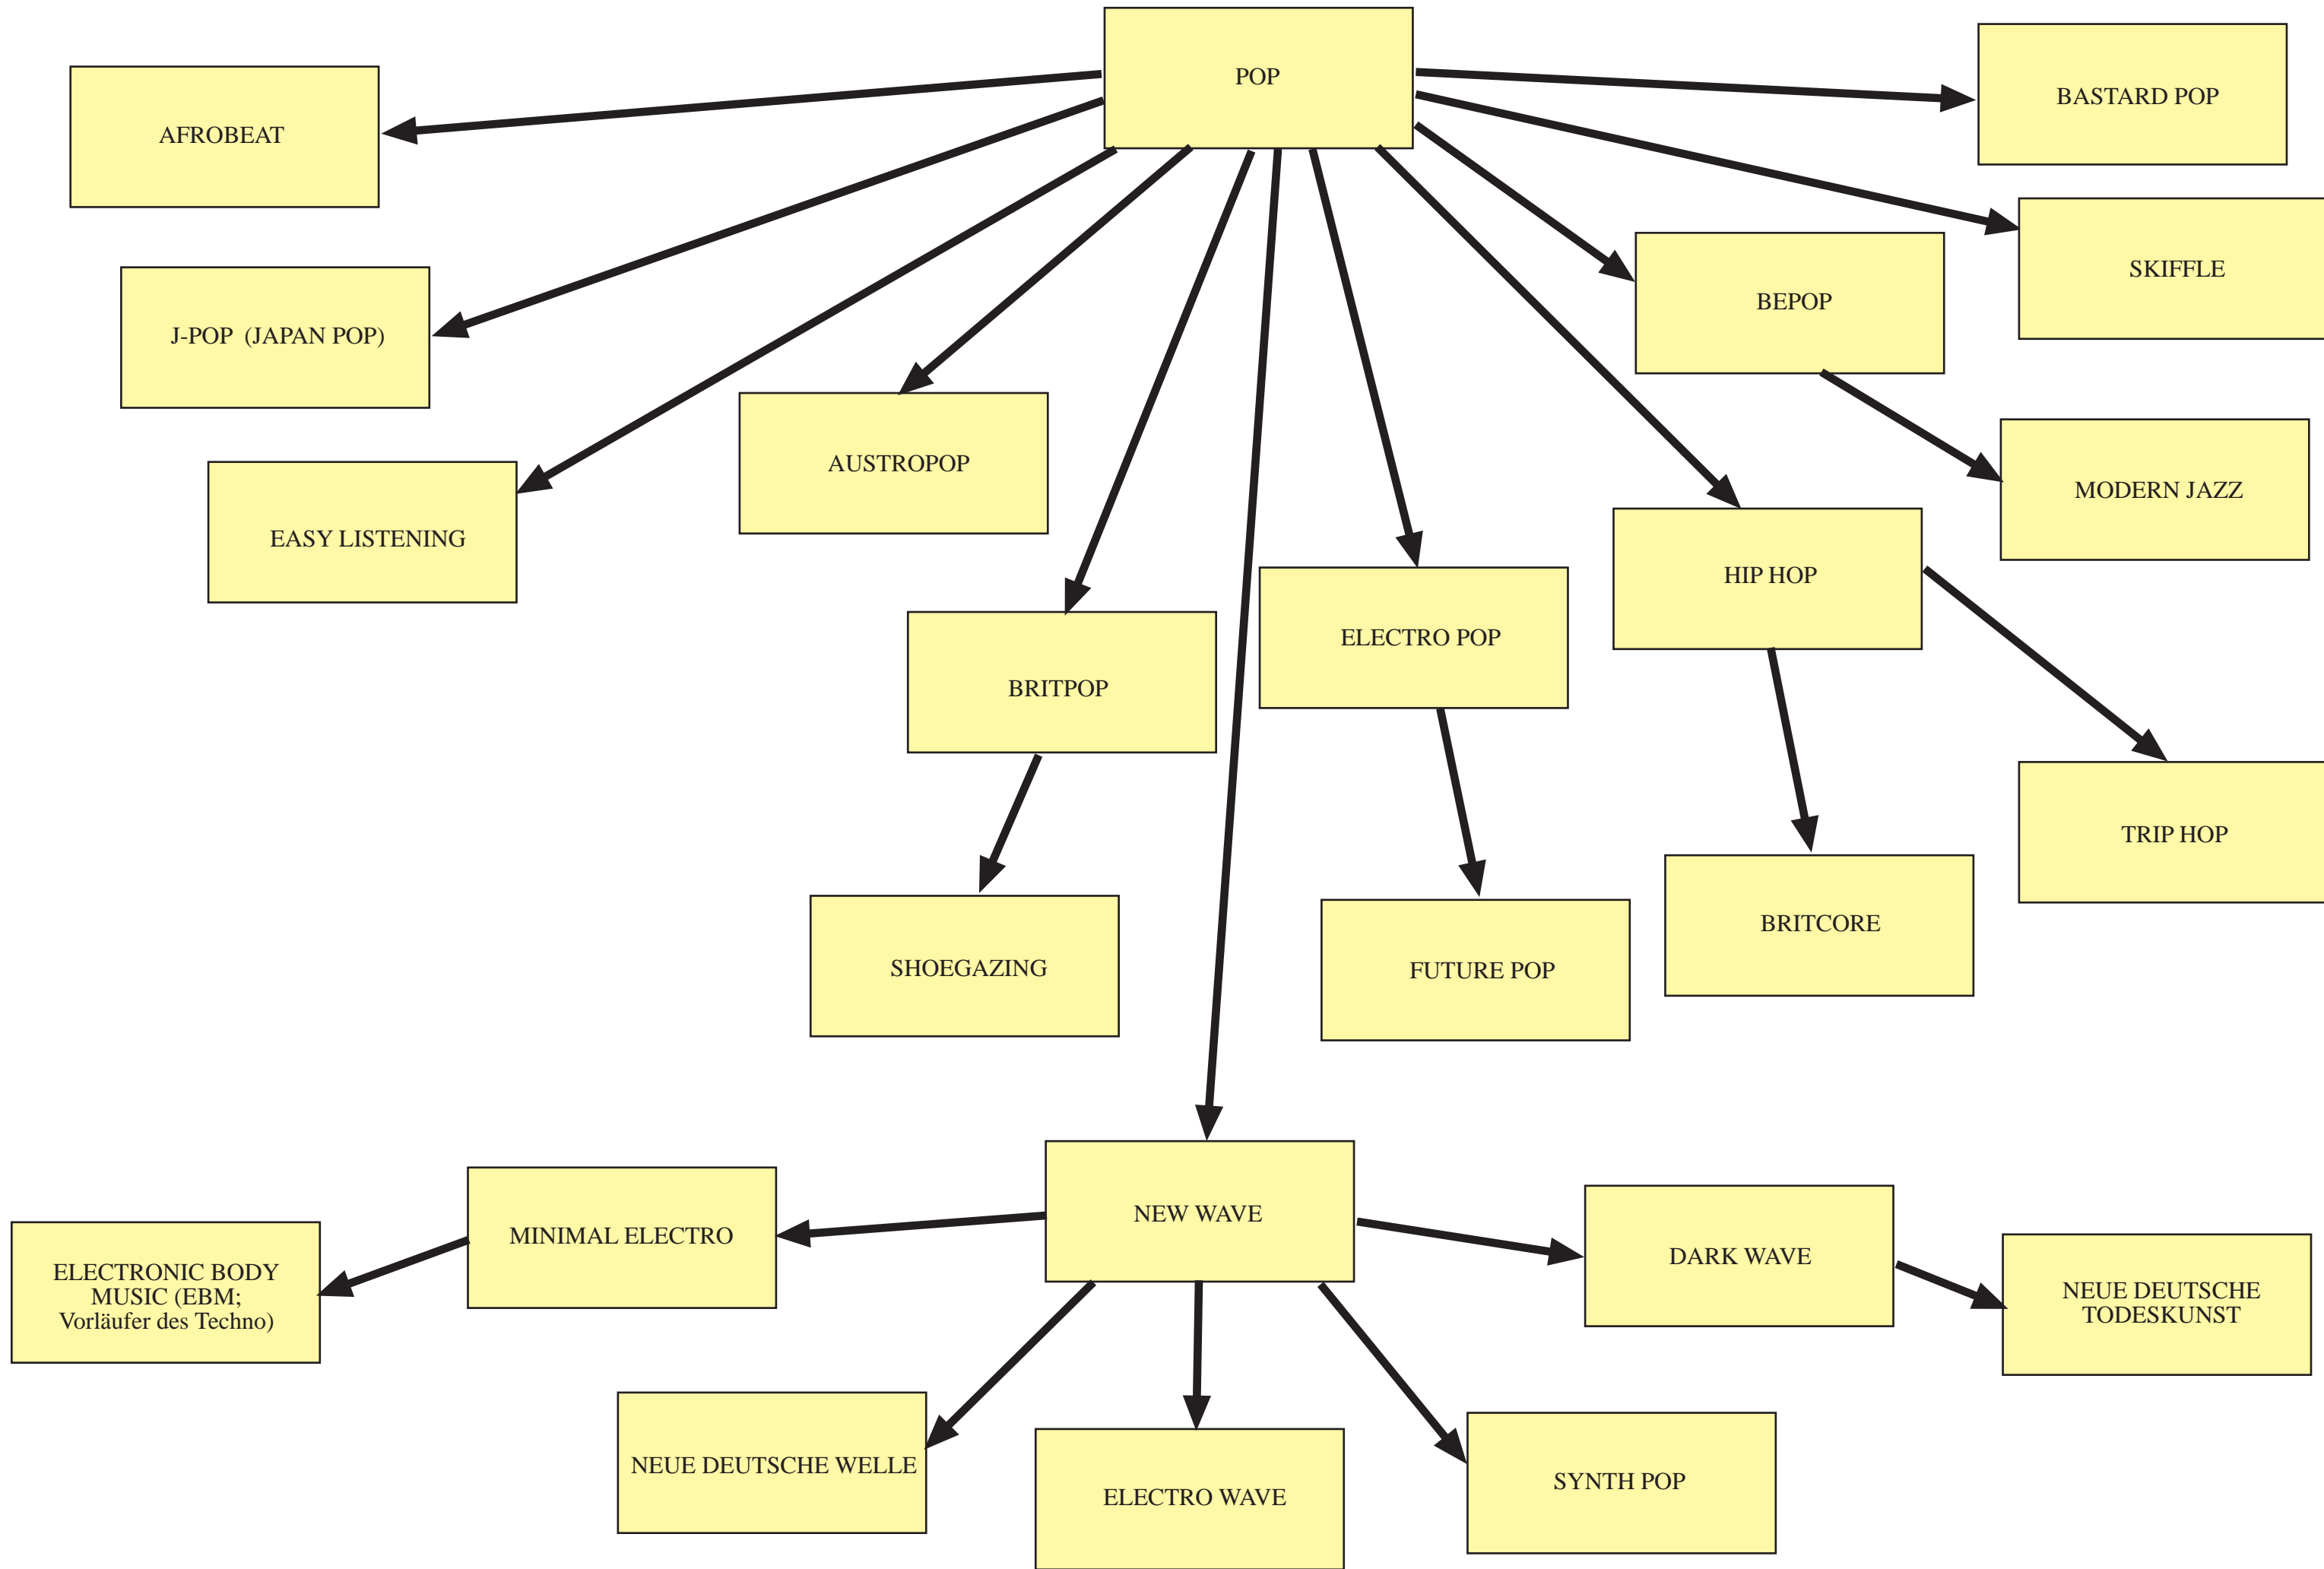 POP
BASTARD POP
AFROBEAT
SKIFFLE
BEPOP
J-POP  (JAPAN POP)
AUSTROPOP
MODERN JAZZ
EASY LISTENING
HIP HOP
ELECTRO POP
BRITPOP
TRIP HOP
BRITCORE
SHOEGAZING
FUTURE POP
NEW WAVE
MINIMAL ELECTRO
DARK WAVE
ELECTRONIC BODY
MUSIC (EBM;
Vorläufer des Techno)
NEUE DEUTSCHE
TODESKUNST
NEUE DEUTSCHE WELLE
ELECTRO WAVE
SYNTH POP